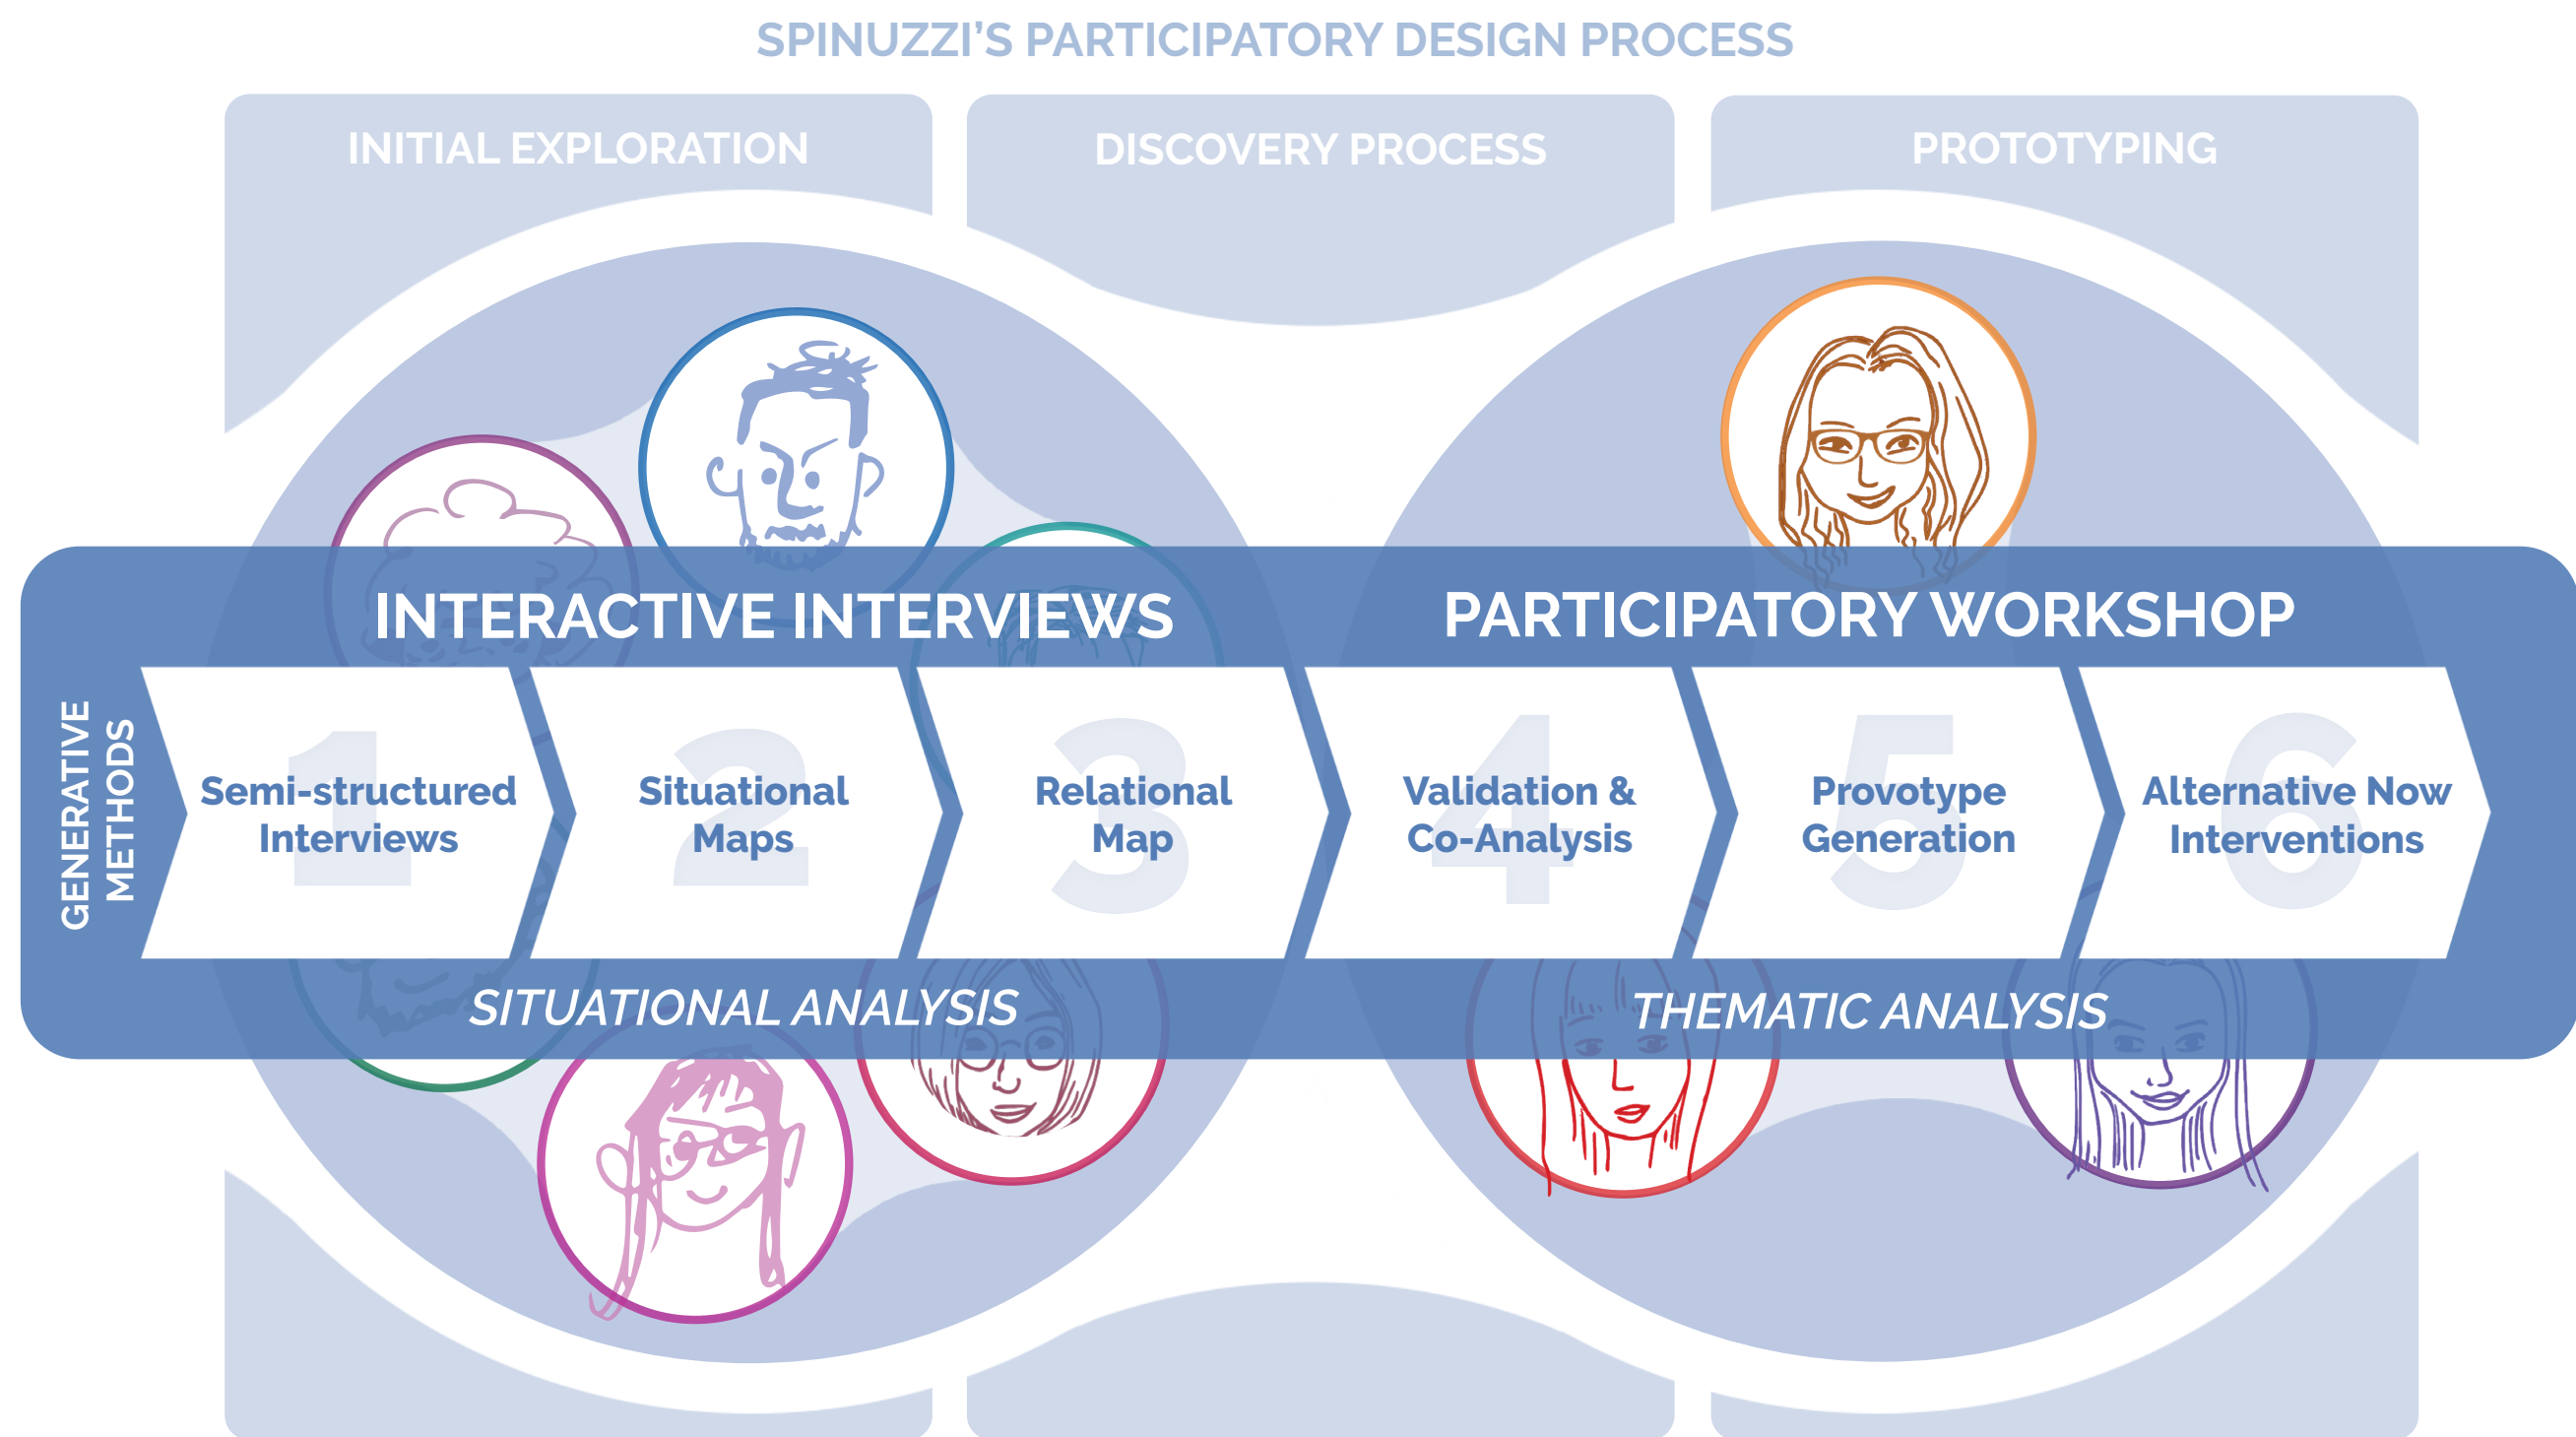 SPINUZZI'S PARTICIPATORY DESIGN PROCESS
INITIAL EXPLORATION
DISCOVERY PROCESS
PROTOTYPING
INTERACTIVE INTERVIEWS
PARTICIPATORY WORKSHOP
GENERATIVE
METHODS
1
Semi-structured
Interviews
2
Situational
Maps
3
Relational
Map
4
Validation &
Co-Analysis
5
Provotype
Generation
6
Alternative Now
Interventions
SITUATIONAL ANALYSIS
THEMATIC ANALYSIS